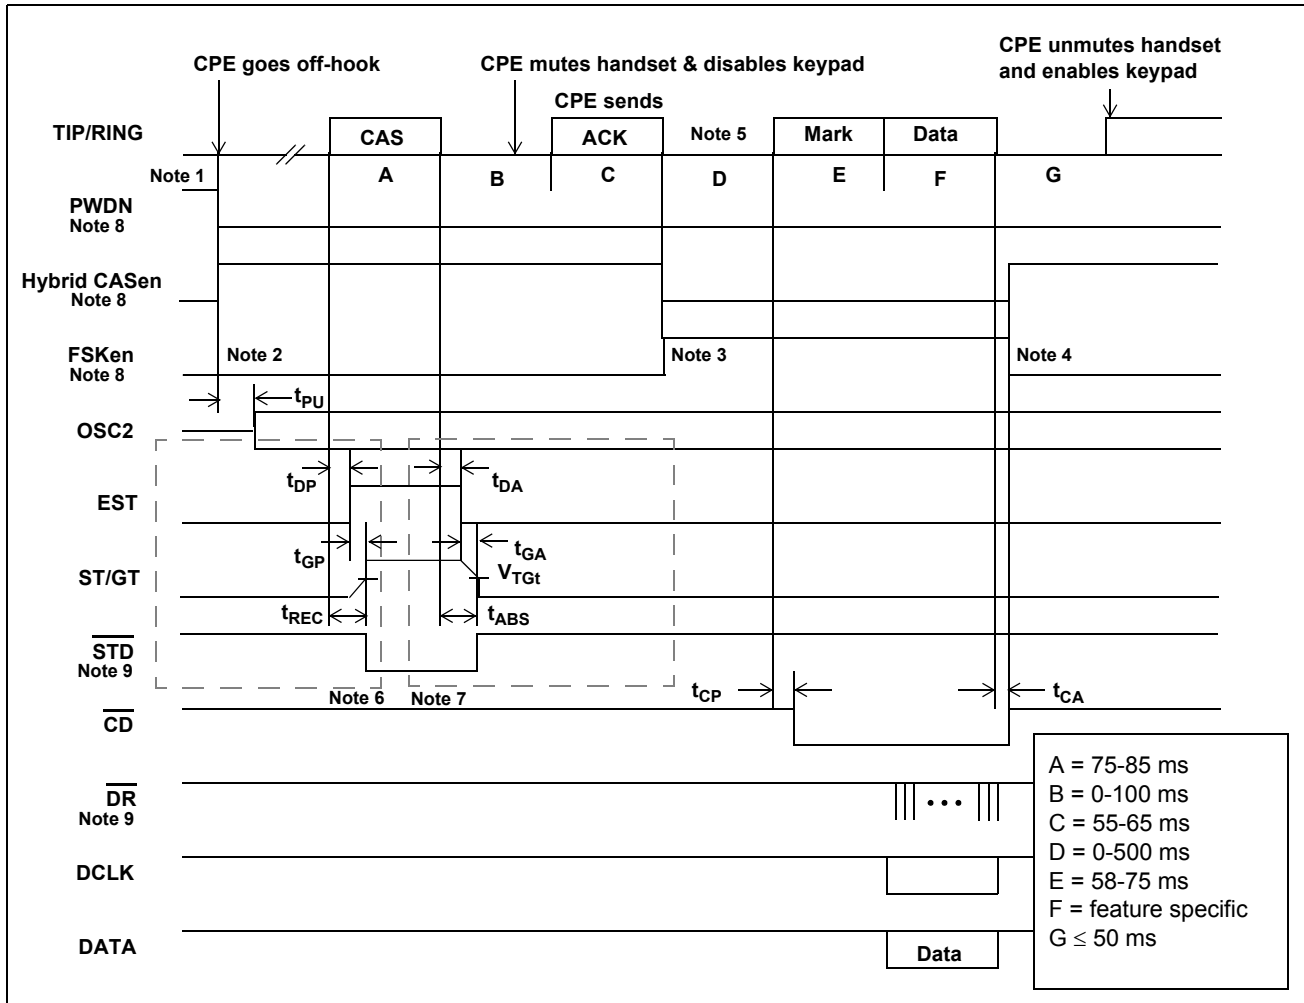 CPE goes off-hook
CPE mutes handset & disables keypad
CPE unmutes handset
and enables keypad
CPE sends
TIP/RING
CAS
ACK
Note 5
Mark
Data
Note 1
A
B
C
D
E
F
G
PWDN
Note 8
Hybrid CASen
Note 8
FSKen
Note 8
Note 2
Note 3
Note 4
tPU
OSC2
tDP
tDA
EST
tGP
tGA
ST/GT
VTGt
tREC
tABS
STD
Note 9
Note 6
Note 7
tCP
tCA
CD
DR
Note 9
• • •
DCLK
DATA
Data
A = 75-85 ms
B = 0-100 ms
C = 55-65 ms
D = 0-500 ms
E = 58-75 ms
F = feature specific
G ≤ 50 ms